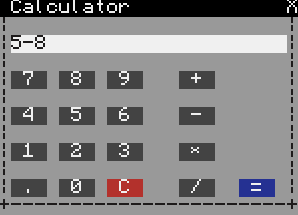 Calculator X
5-8
7 8 9 +
4 5 6 -
1 2 3 *
. 0 C / =